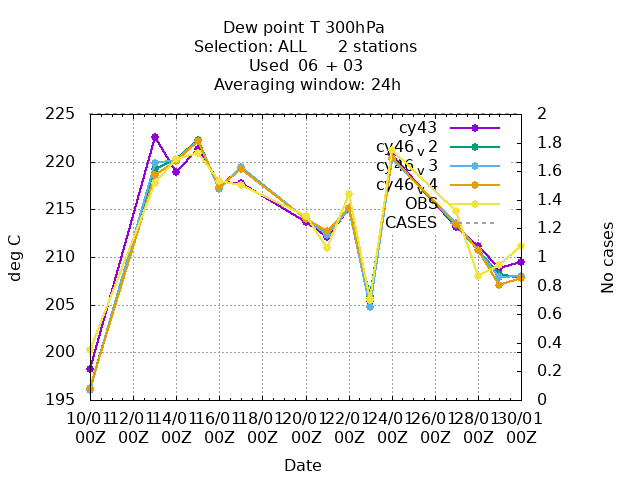 Dew point T 300hPa
Selection: ALL 2 stations
Used 06 + 03
Averaging window: 24h
225 2
cy43
1.8
cy46_v2
220 cy46_v3 1.6
cy46_v4
1.4
OBS
215 CASES 1.2
deg C 210 1 No cases
0.8
205 0.6
0.4
200
0.2
195 0
10/01 12/01 14/01 16/01 18/01 20/01 22/01 24/01 26/01 28/01 30/01
00Z 00Z 00Z 00Z 00Z 00Z 00Z 00Z 00Z 00Z 00Z
Date